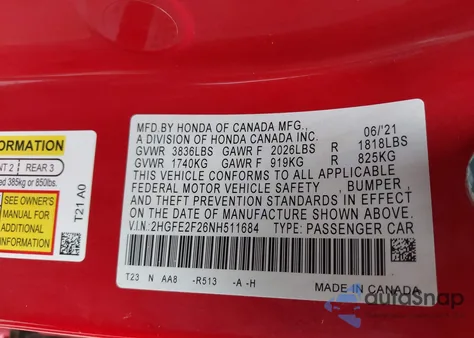 MFD BY HONDA OF CANADA MFG.,
A DIVISION OF HONDA CANADA INC. 06/'21
GVWR 3836LBS GAWR F 2026LBS R 1818LBS
GVWR 1740KG GAWR F 919KG R 825KG
THIS VEHICLE CONFORMS TO ALL APPLICABLE
FEDERAL MOTOR VEHICLE SAFETY , BUMPER ,
AND THEFT PREVENTION STANDARDS IN EFFECT
ON THE DATE OF MANUFACTURE SHOWN ABOVE.
V.I.N: 2HGFE2F26NH511684 TYPE: PASSENGER CAR
T23 N AA8 -R513 -A -H MADE IN CANADA
ORMATION
NT 2 REAR 3
ed 385kg or 850lbs.
SEE OWNER'S
MANUAL FOR
ADDITIONAL
INFORMATION
T21 A0
autoSnap